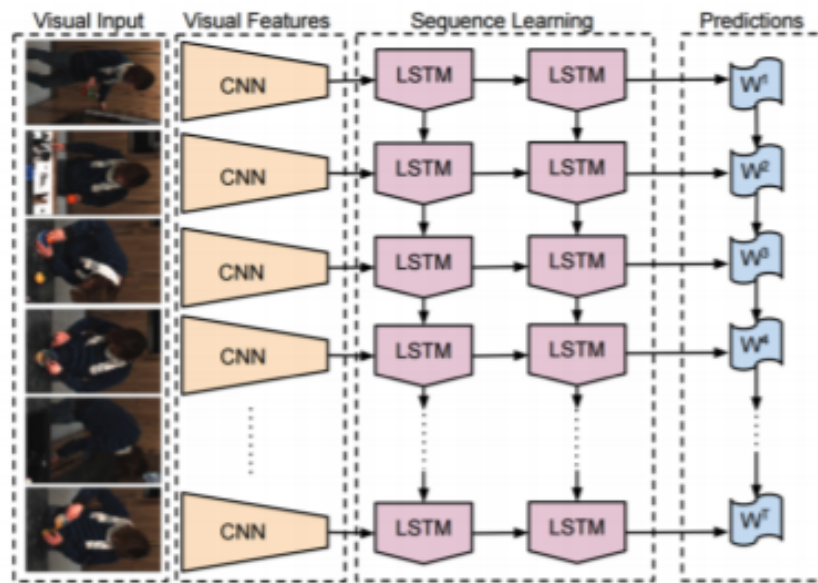 Visual Input Visual Features Sequence Learning Predictions
CNN LSTM LSTM W¹
CNN LSTM LSTM W²
CNN LSTM LSTM W³
CNN LSTM LSTM W⁴
CNN LSTM LSTM Wᵀ